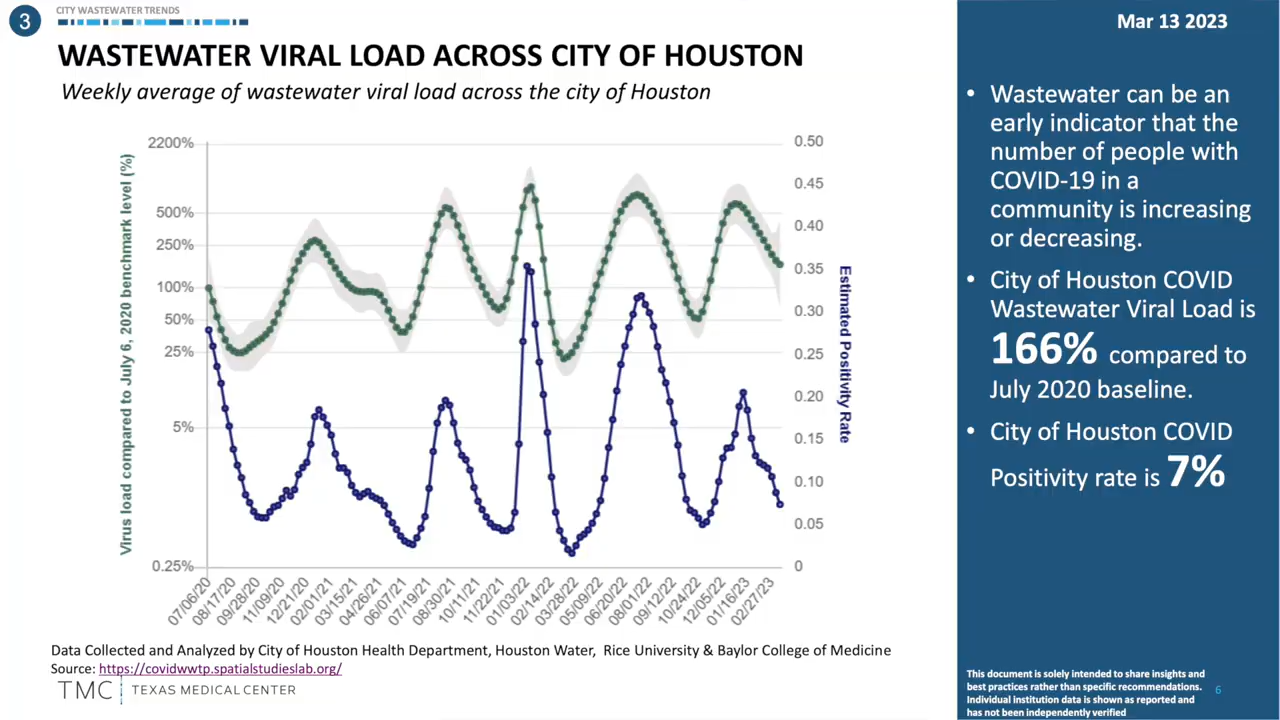 3
CITY WASTEWATER TRENDS
WASTEWATER VIRAL LOAD ACROSS CITY OF HOUSTON
Weekly average of wastewater viral load across the city of Houston
Virus load compared to July 6, 2020 benchmark level (%)
2200%
500%
250%
100%
50%
25%
5%
0.25%
0.50
0.45
0.40
0.35
0.30
0.25
0.20
0.15
0.10
0.05
0
Estimated Positivity Rate
07/06/20
08/17/20
09/28/20
11/09/20
12/21/20
02/01/21
03/15/21
04/26/21
06/07/21
07/19/21
08/30/21
10/11/21
11/22/21
01/03/22
02/14/22
03/28/22
05/09/22
06/20/22
08/01/22
09/12/22
10/24/22
12/05/22
01/16/23
02/27/23
Data Collected and Analyzed by City of Houston Health Department, Houston Water, Rice University & Baylor College of Medicine
Source: https://covidwwtp.spatialstudieslab.org/
TMC TEXAS MEDICAL CENTER
Mar 13 2023
• Wastewater can be an
early indicator that the
number of people with
COVID-19 in a
community is increasing
or decreasing.
• City of Houston COVID
Wastewater Viral Load is
166% compared to
July 2020 baseline.
• City of Houston COVID
Positivity rate is 7%
This document is solely intended to share insights and
best practices rather than specific recommendations.
Individual institution data is shown as reported and
has not been independently verified
6